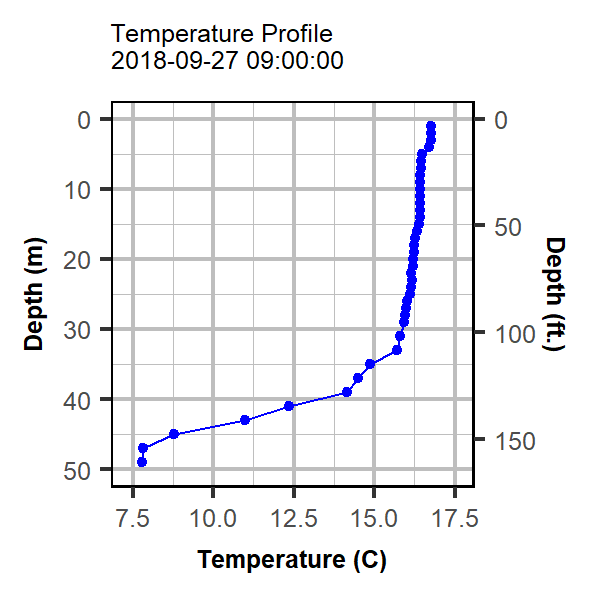 Temperature Profile
2018-09-27 09:00:00
0
10
20
30
40
50
Depth (m)
0
50
100
150
Depth (ft.)
7.5 10.0 12.5 15.0 17.5
Temperature (C)